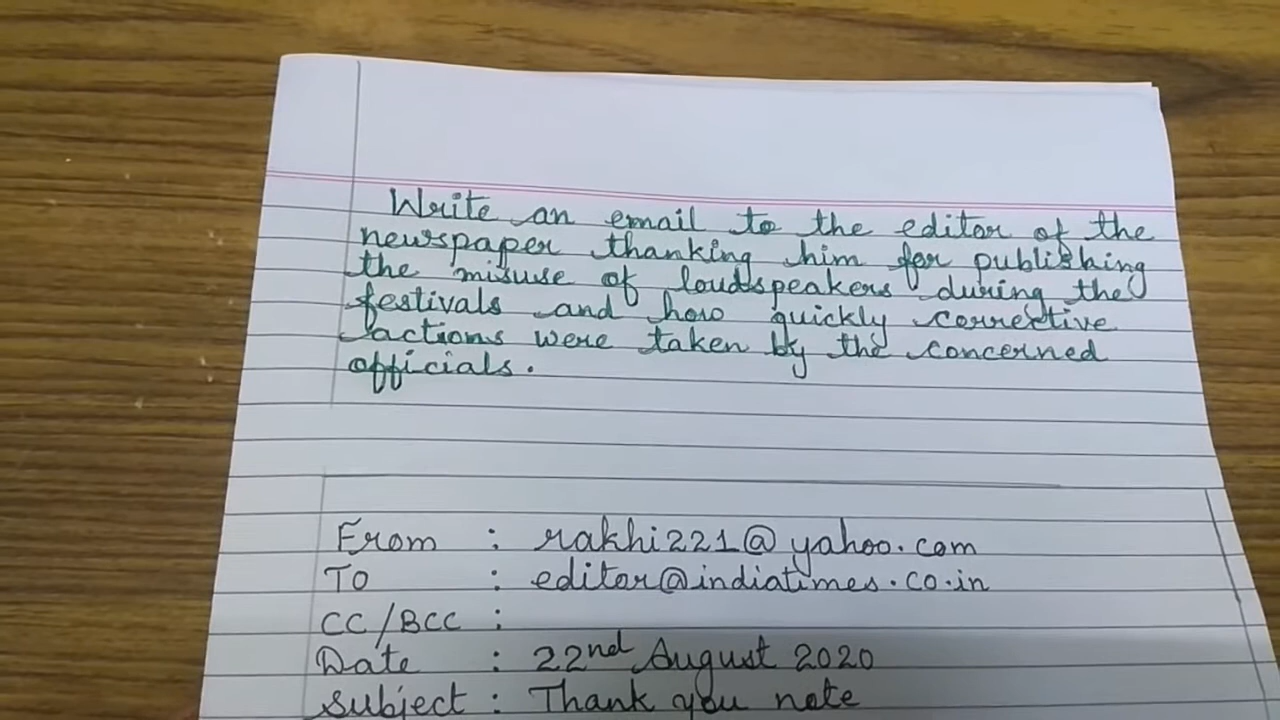 Write an email to the editor of the
newspaper thanking him for publishing
the misuse of loudspeakers during the
festivals and how quickly corrective
actions were taken by the concerned
officials.
From : rakhi221@yahoo.com
TO : editor@indiatimes.co.in
CC/BCC :
Date : 22nd August 2020
Subject : Thank you note